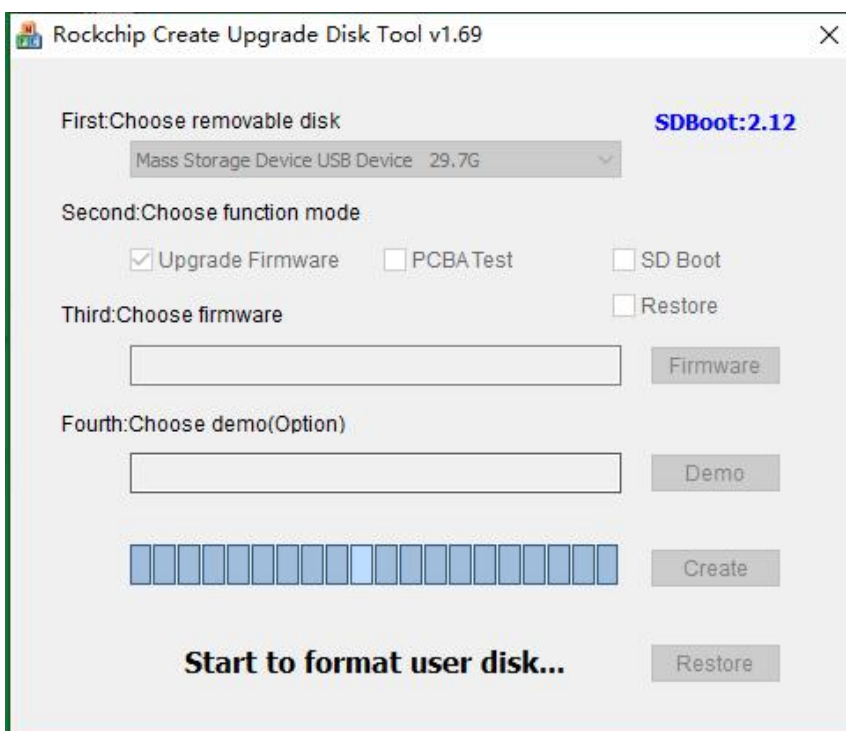 Rockchip Create Upgrade Disk Tool v1.69
First:Choose removable disk
SDBoot:2.12
Mass Storage Device USB Device 29.7G
Second:Choose function mode
Upgrade Firmware
PCBA Test
SD Boot
Third:Choose firmware
Restore
Firmware
Fourth:Choose demo(Option)
Demo
Create
Start to format user disk...
Restore